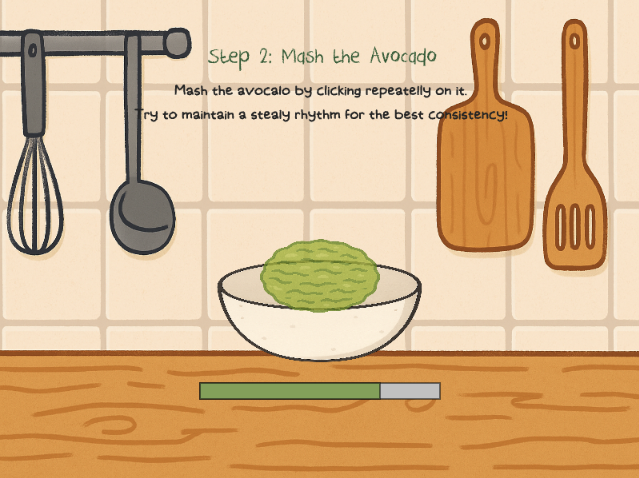 Step 2: Mash the Avocado
Mash the avocalo by clicking repeatelly on it.
Try to maintain a stealy rhythm for the best consistency!